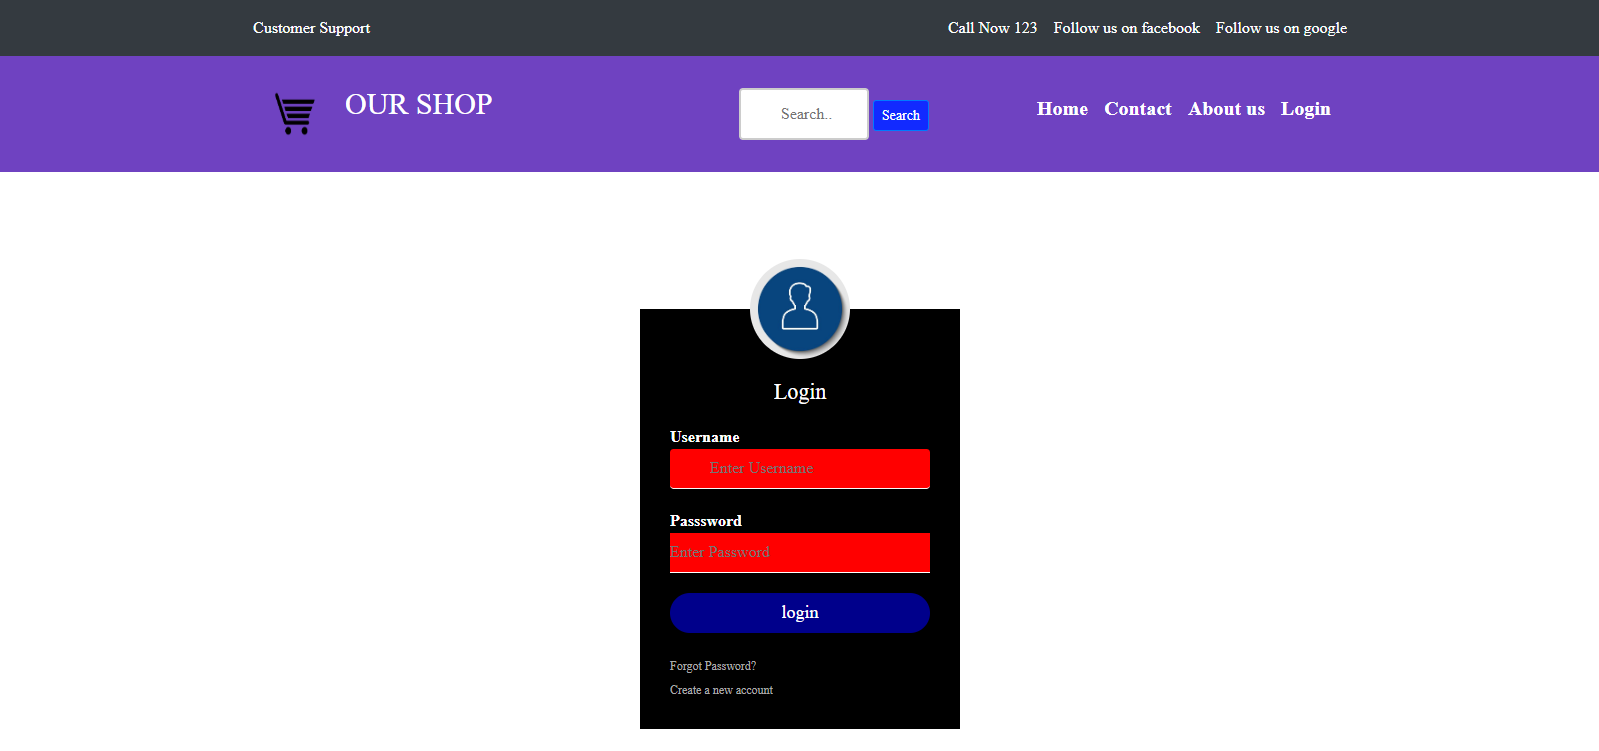 Customer Support
Call Now 123 Follow us on facebook Follow us on google
OUR SHOP
Search..
Search
Home Contact About us Login
Login
Username
Enter Username
Passsword
Enter Password
login
Forgot Password?
Create a new account